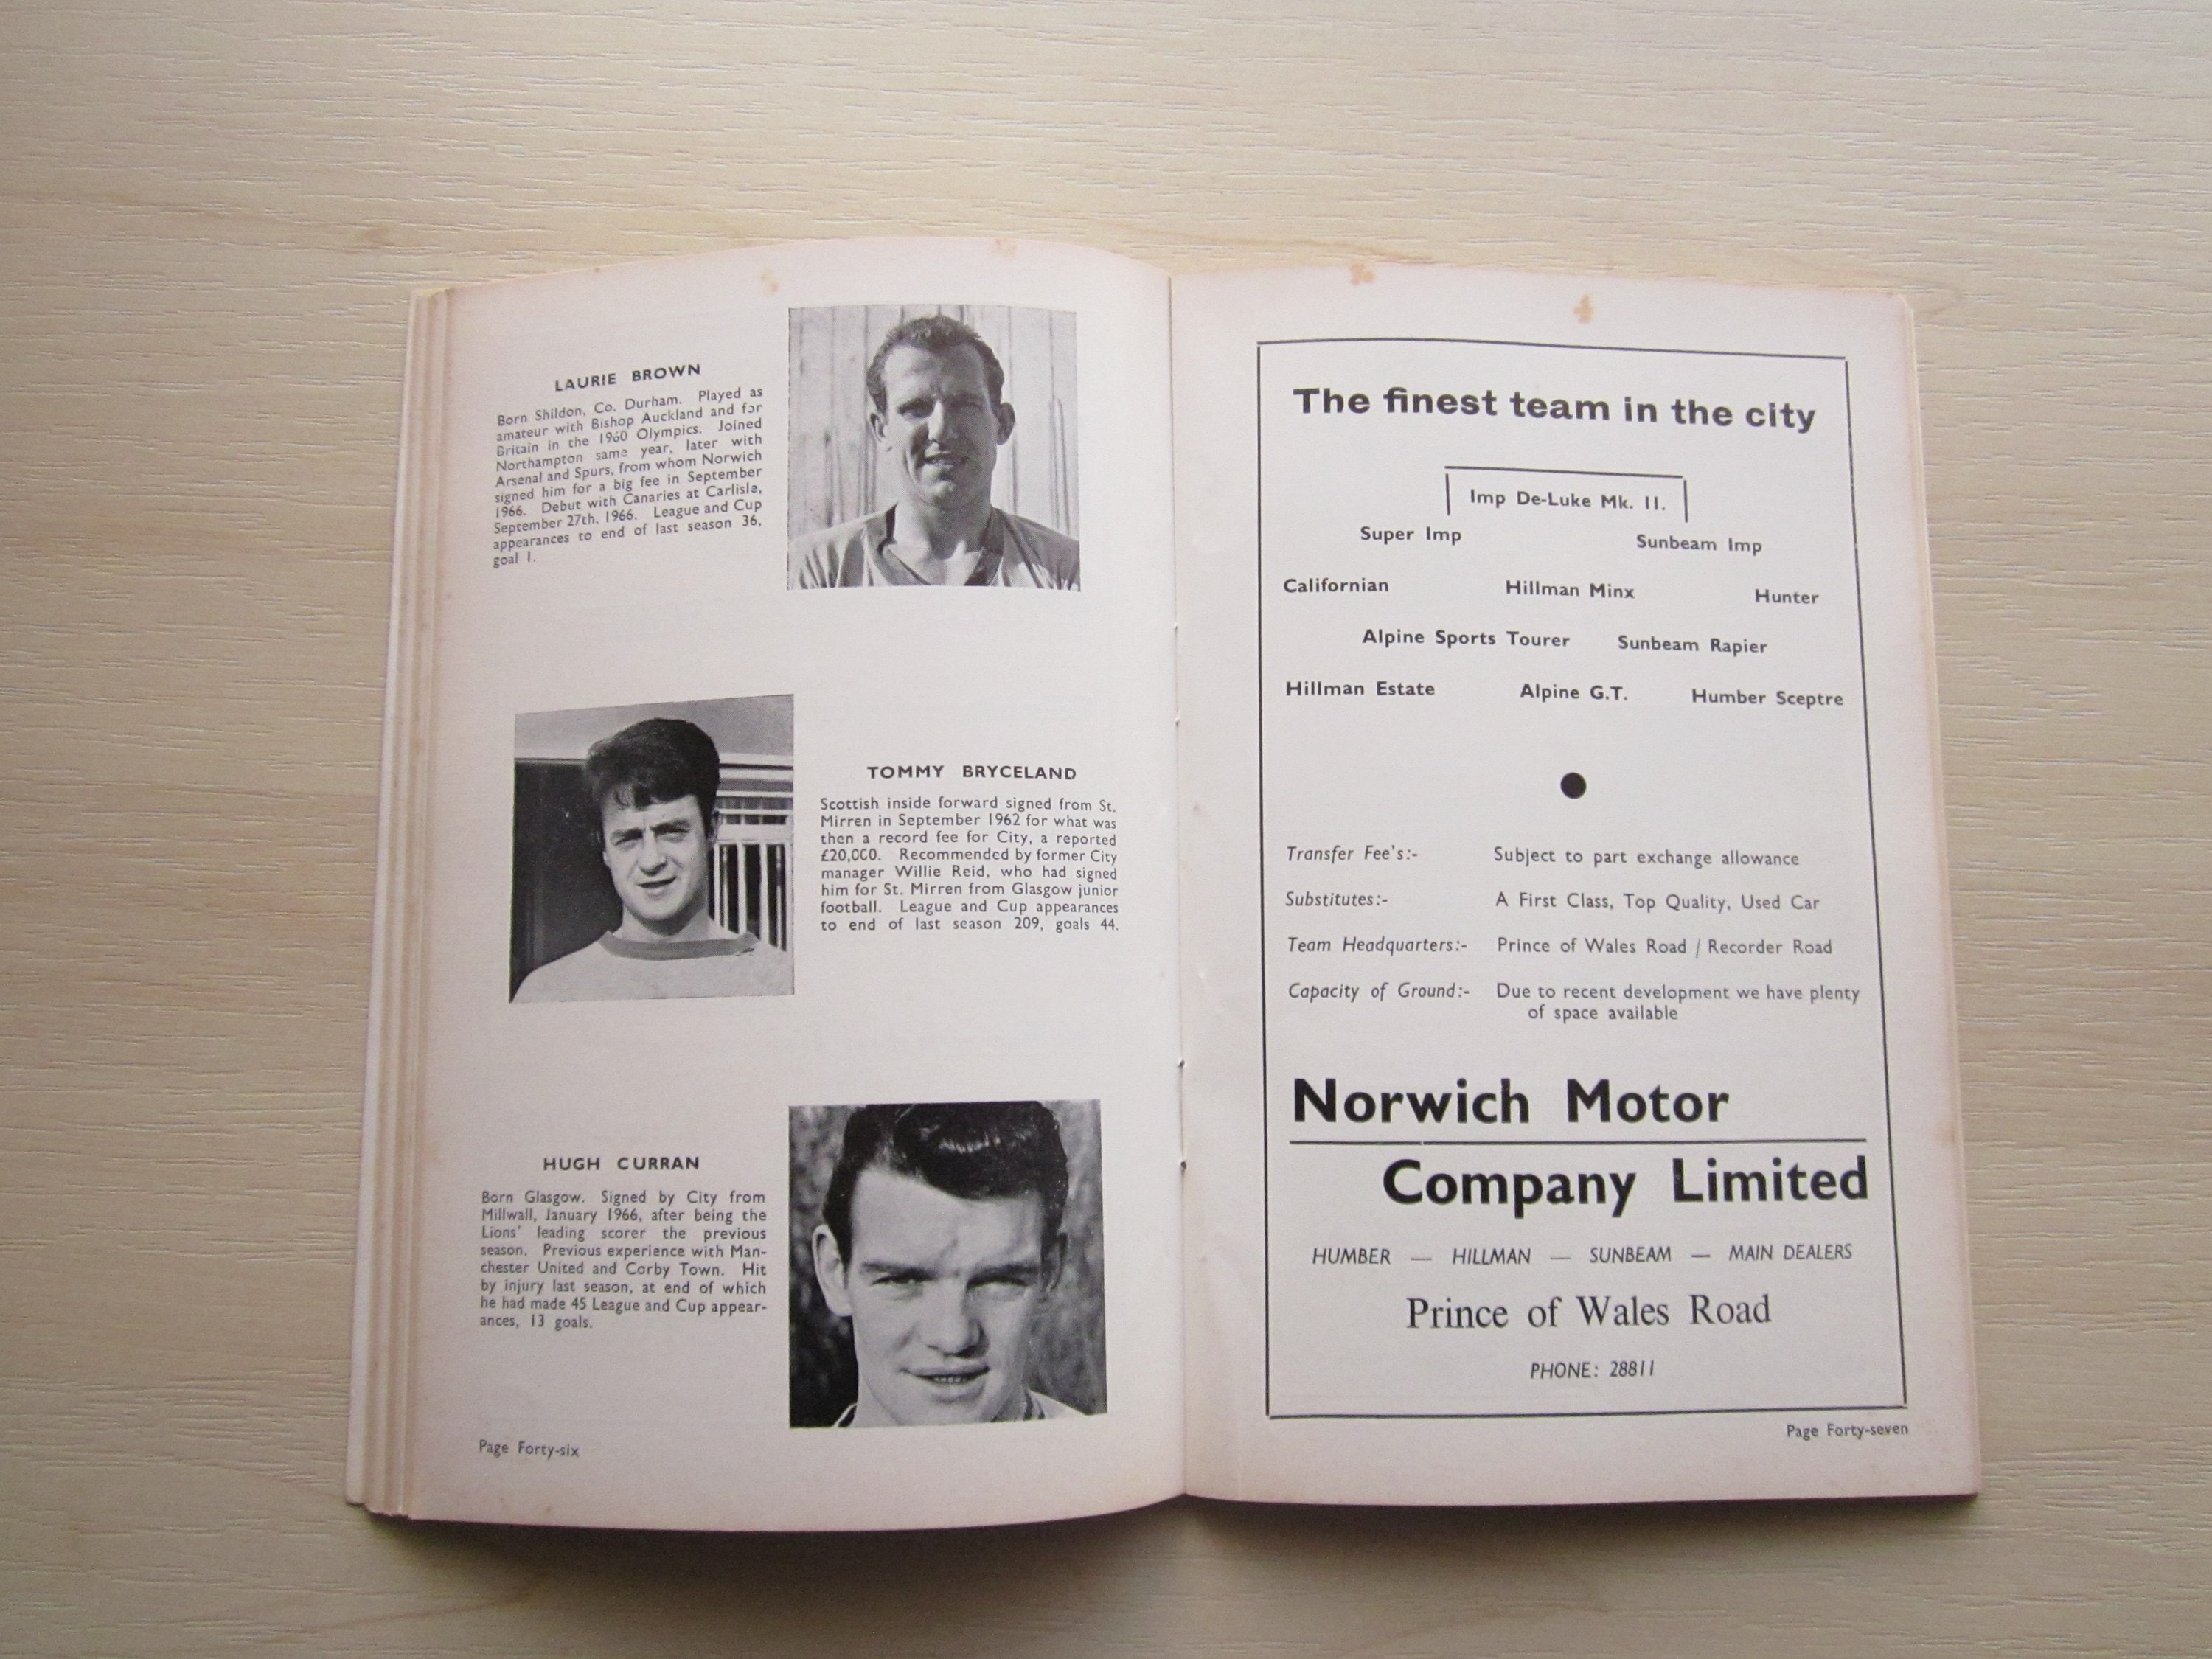 LAURIE BROWN
Born Shildon, Co. Durham. Played as
amateur with Bishop Auckland and for
Britain in the 1960 Olympics. Joined
Northampton same year, later with
Arsenal and Spurs, from whom Norwich
signed him for a big fee in September
1966. Debut with Canaries at Carlisle,
September 27th, 1966. League and Cup
appearances to end of last season 36,
goal 1.
TOMMY BRYCELAND
Scottish inside forward signed from St.
Mirren in September 1962 for what was
then a record fee for City, a reported
£20,000. Recommended by former City
manager Willie Reid, who had signed
him for St. Mirren from Glasgow junior
football. League and Cup appearances
to end of last season 209, goals 44.
HUGH CURRAN
Born Glasgow. Signed by City from
Millwall, January 1966, after being the
Lions' leading scorer the previous
season. Previous experience with Man-
chester United and Corby Town. Hit
by injury last season, at end of which
he had made 45 League and Cup appear-
ances, 13 goals.
Page Forty-six
The finest team in the city
Imp De-Luke Mk. II.
Super Imp Sunbeam Imp
Californian Hillman Minx Hunter
Alpine Sports Tourer Sunbeam Rapier
Hillman Estate Alpine G.T. Humber Sceptre
Transfer Fee's:- Subject to part exchange allowance
Substitutes:- A First Class, Top Quality, Used Car
Team Headquarters:- Prince of Wales Road / Recorder Road
Capacity of Ground:- Due to recent development we have plenty
of space available
Norwich Motor
Company Limited
HUMBER — HILLMAN — SUNBEAM — MAIN DEALERS
Prince of Wales Road
PHONE: 28811
Page Forty-seven